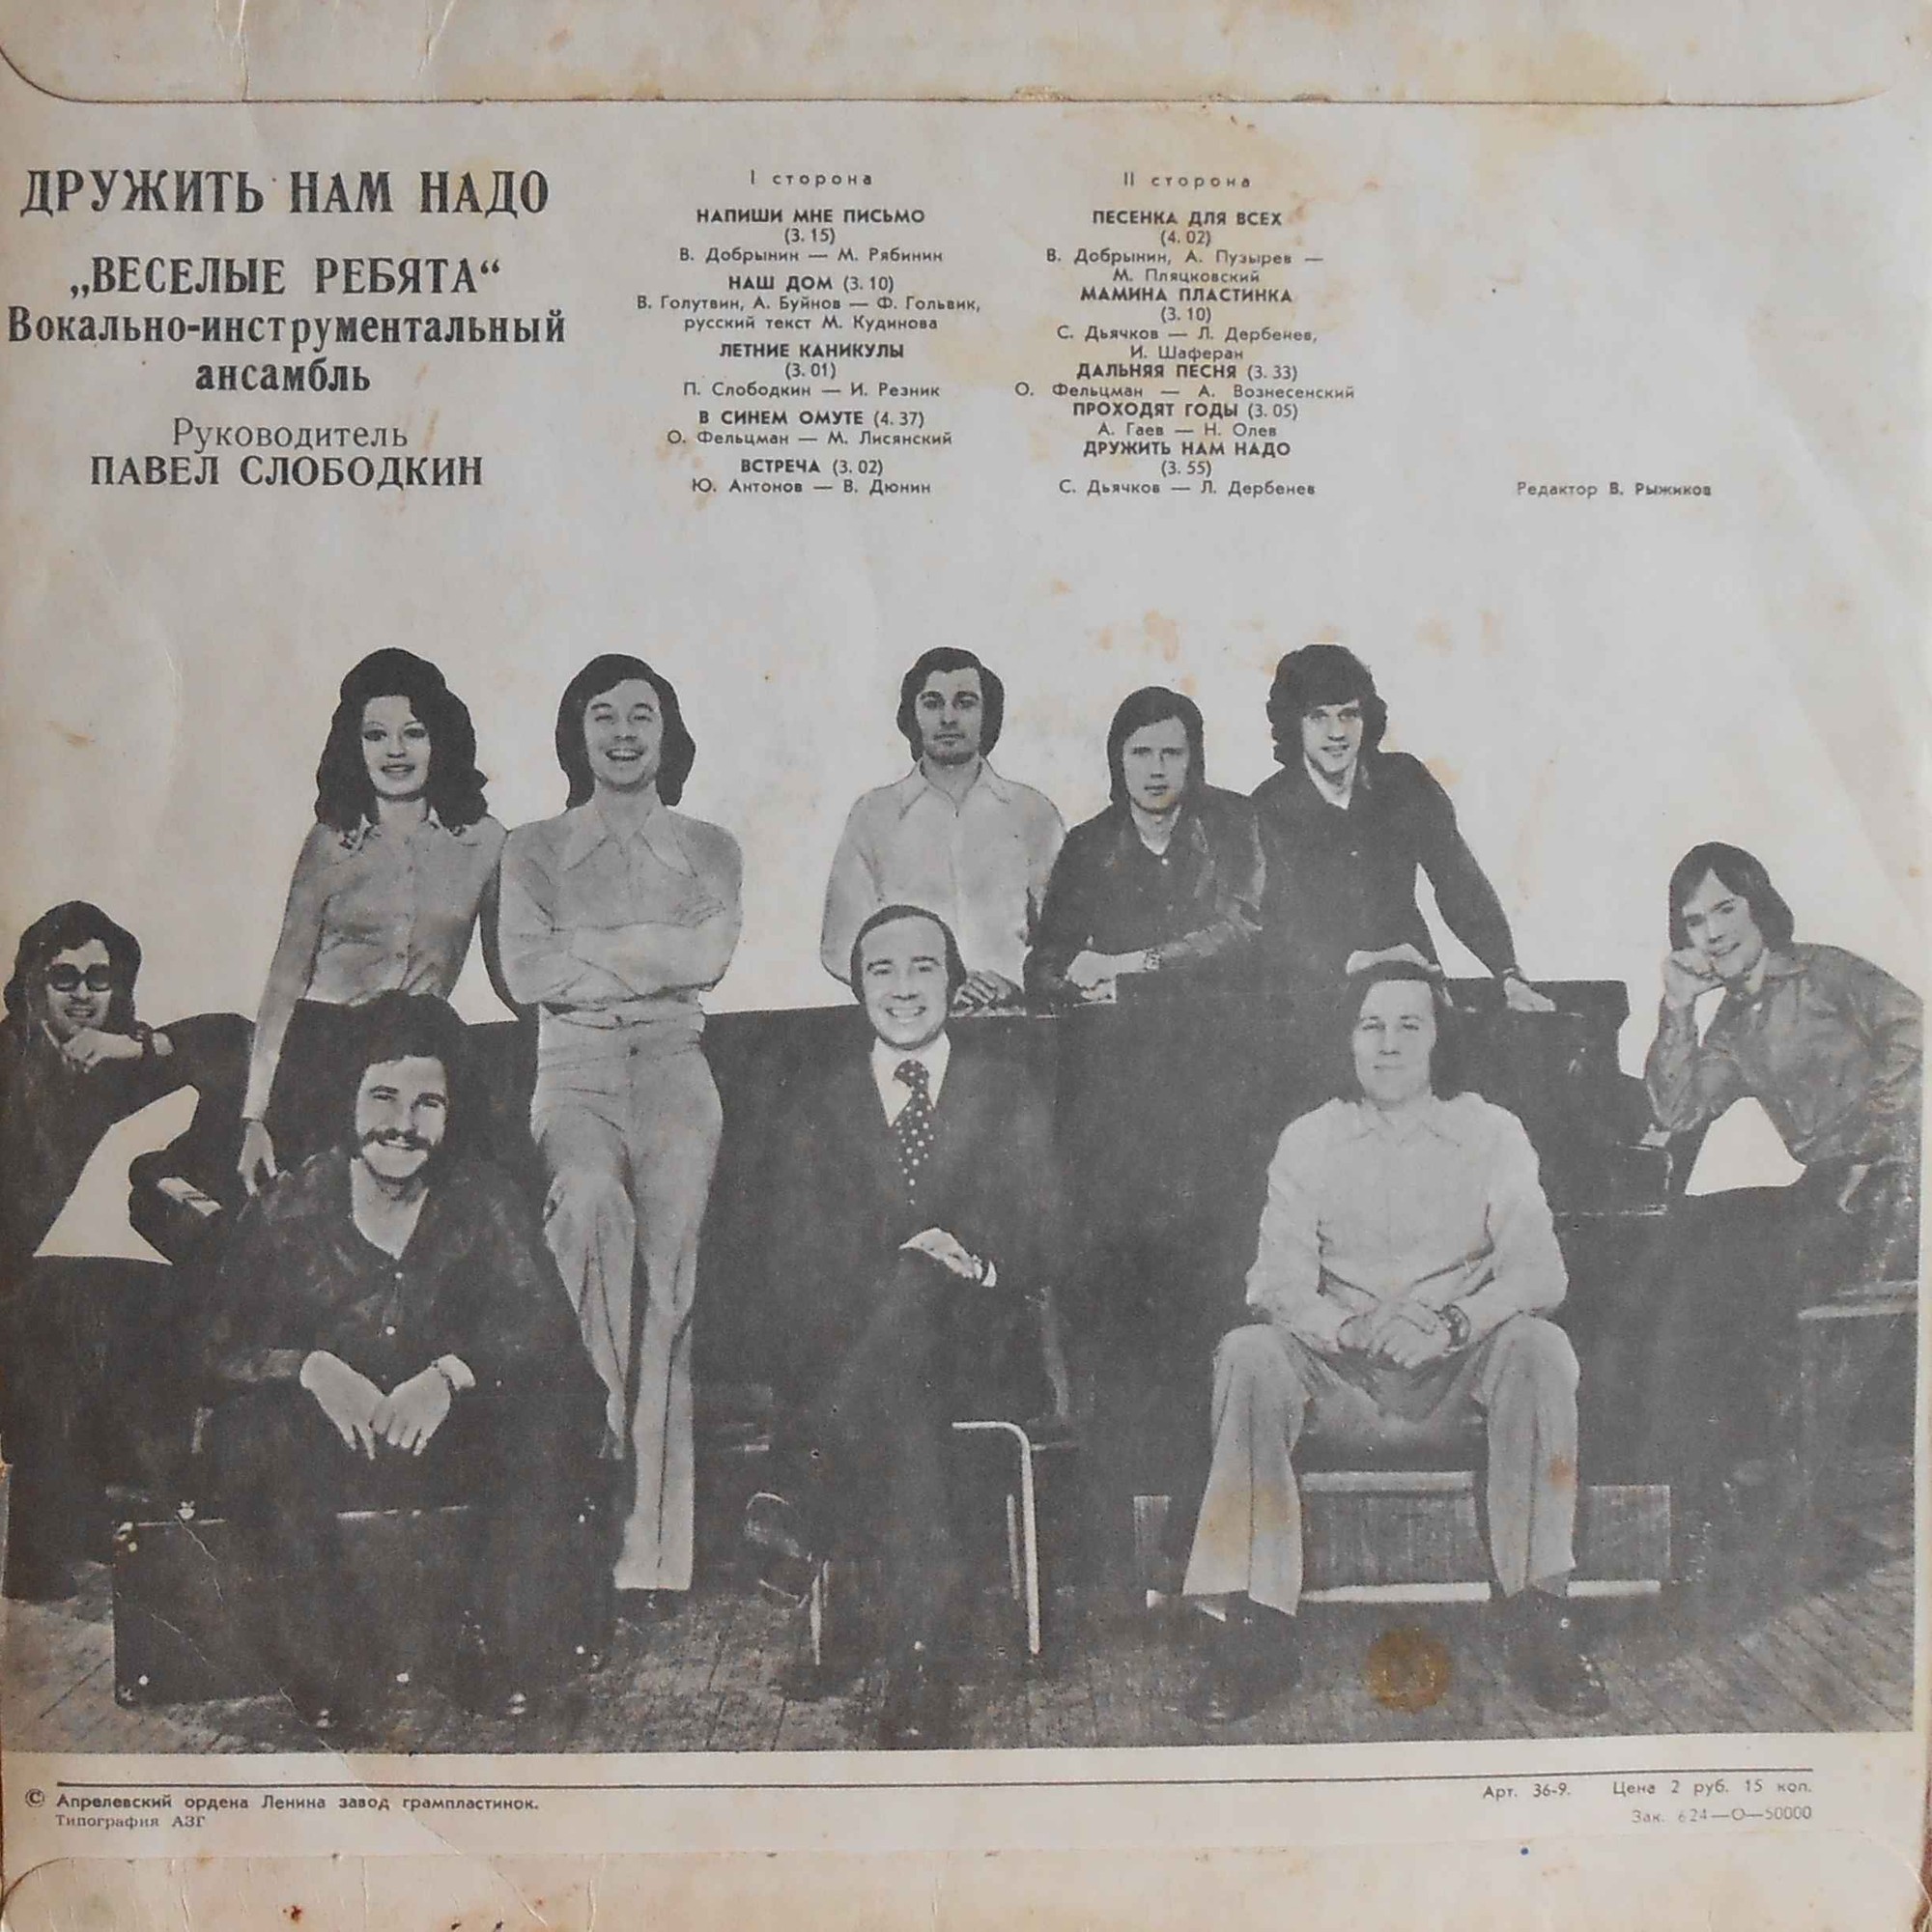 ДРУЖИТЬ НАМ НАДО
„ВЕСЕЛЫЕ РЕБЯТА“
Вокально-инструментальный
ансамбль
Руководитель
ПАВЕЛ СЛОБОДКИН
I сторона
НАПИШИ МНЕ ПИСЬМО
(3. 15)
В. Добрынин — М. Рябинин
НАШ ДОМ (3. 10)
В. Голутвин, А. Буйнов — Ф. Гольвик,
русский текст М. Кудинова
ЛЕТНИЕ КАНИКУЛЫ
(3. 01)
П. Слободкин — И. Резник
В СИНЕМ ОМУТЕ (4. 37)
О. Фельцман — М. Лисянский
ВСТРЕЧА (3. 02)
Ю. Антонов — В. Дюнин
II сторона
ПЕСЕНКА ДЛЯ ВСЕХ
(4. 02)
В. Добрынин, А. Пузырев —
М. Пляцковский
МАМИНА ПЛАСТИНКА
(3. 10)
С. Дьячков — Л. Дербенев,
И. Шаферан
ДАЛЬНЯЯ ПЕСНЯ (3. 33)
О. Фельцман — А. Вознесенский
ПРОХОДЯТ ГОДЫ (3. 05)
А. Гаев — Н. Олев
ДРУЖИТЬ НАМ НАДО
(3. 55)
С. Дьячков — Л. Дербенев
Редактор В. Рыжиков
© Апрелевский ордена Ленина завод грампластинок.
Типография АЗГ
Арт. 36-9. Цена 2 руб. 15 коп.
Зак. 624—О—50000